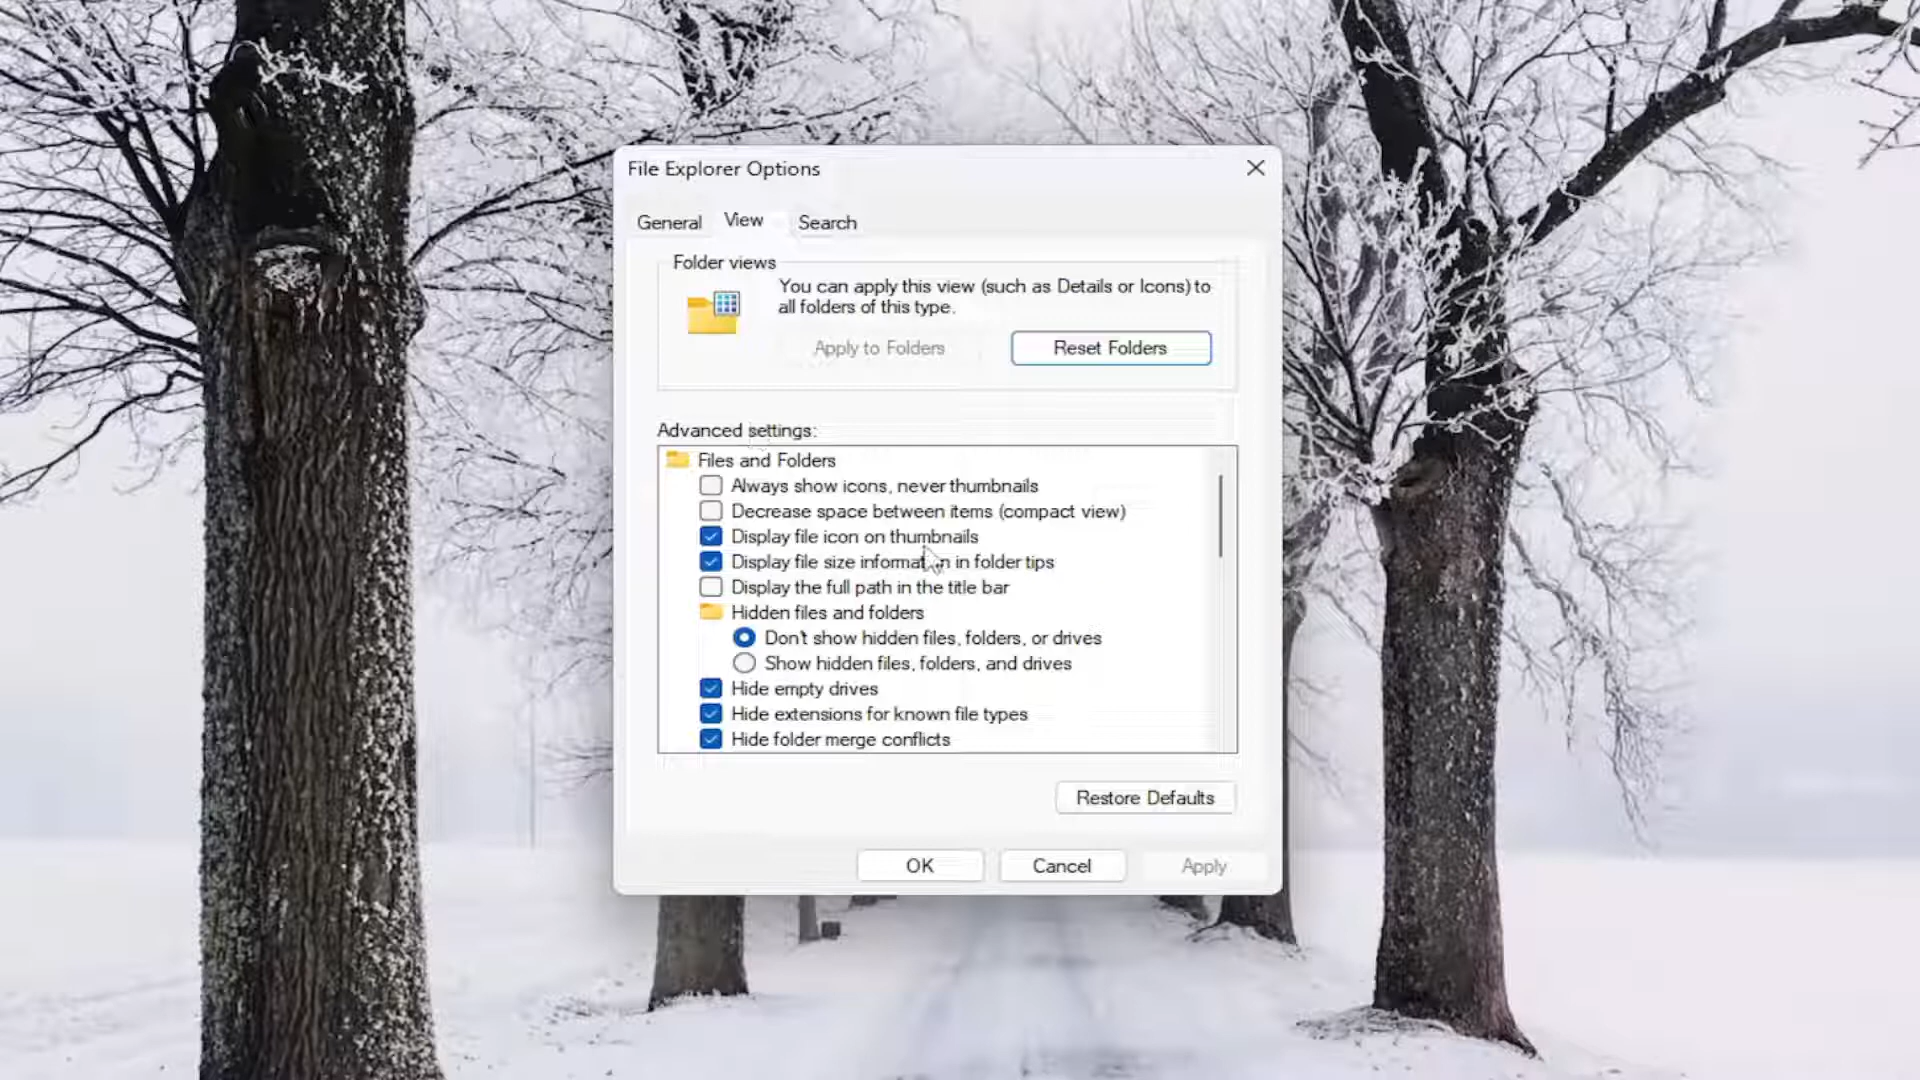 File Explorer Options
General View Search
Folder views
You can apply this view (such as Details or Icons) to
all folders of this type.
Apply to Folders Reset Folders
Advanced settings:
Files and Folders
Always show icons, never thumbnails
Decrease space between items (compact view)
Display file icon on thumbnails
Display file size information in folder tips
Display the full path in the title bar
Hidden files and folders
Don't show hidden files, folders, or drives
Show hidden files, folders, and drives
Hide empty drives
Hide extensions for known file types
Hide folder merge conflicts
Restore Defaults
OK Cancel Apply